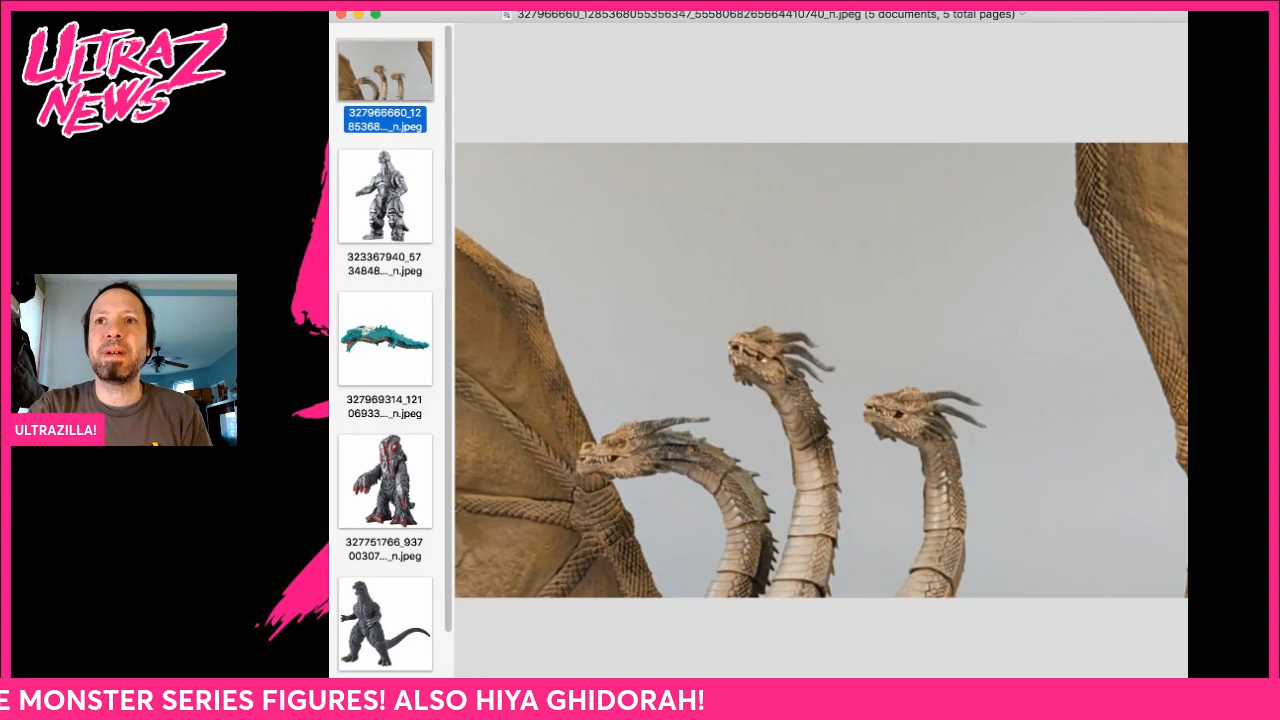 ULTRAZ
NEWS
327966660_1285368055356347_5558068265664410740_n.jpeg (5 documents, 5 total pages)
327966660_12
85368..._n.jpeg
323367940_57
34848..._n.jpeg
327969314_121
06933..._n.jpeg
327751766_937
00307..._n.jpeg
ULTRAZILLA!
E MONSTER SERIES FIGURES! ALSO HIYA GHIDORAH!